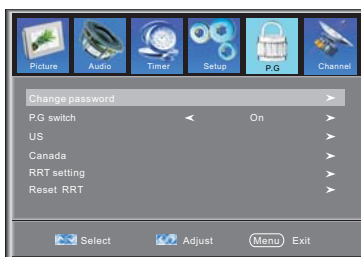 Picture Audio Timer Setup P.G Channel
Change password
P.G switch On
US
Canada
RRT setting
Reset RRT
Select Adjust Menu Exit